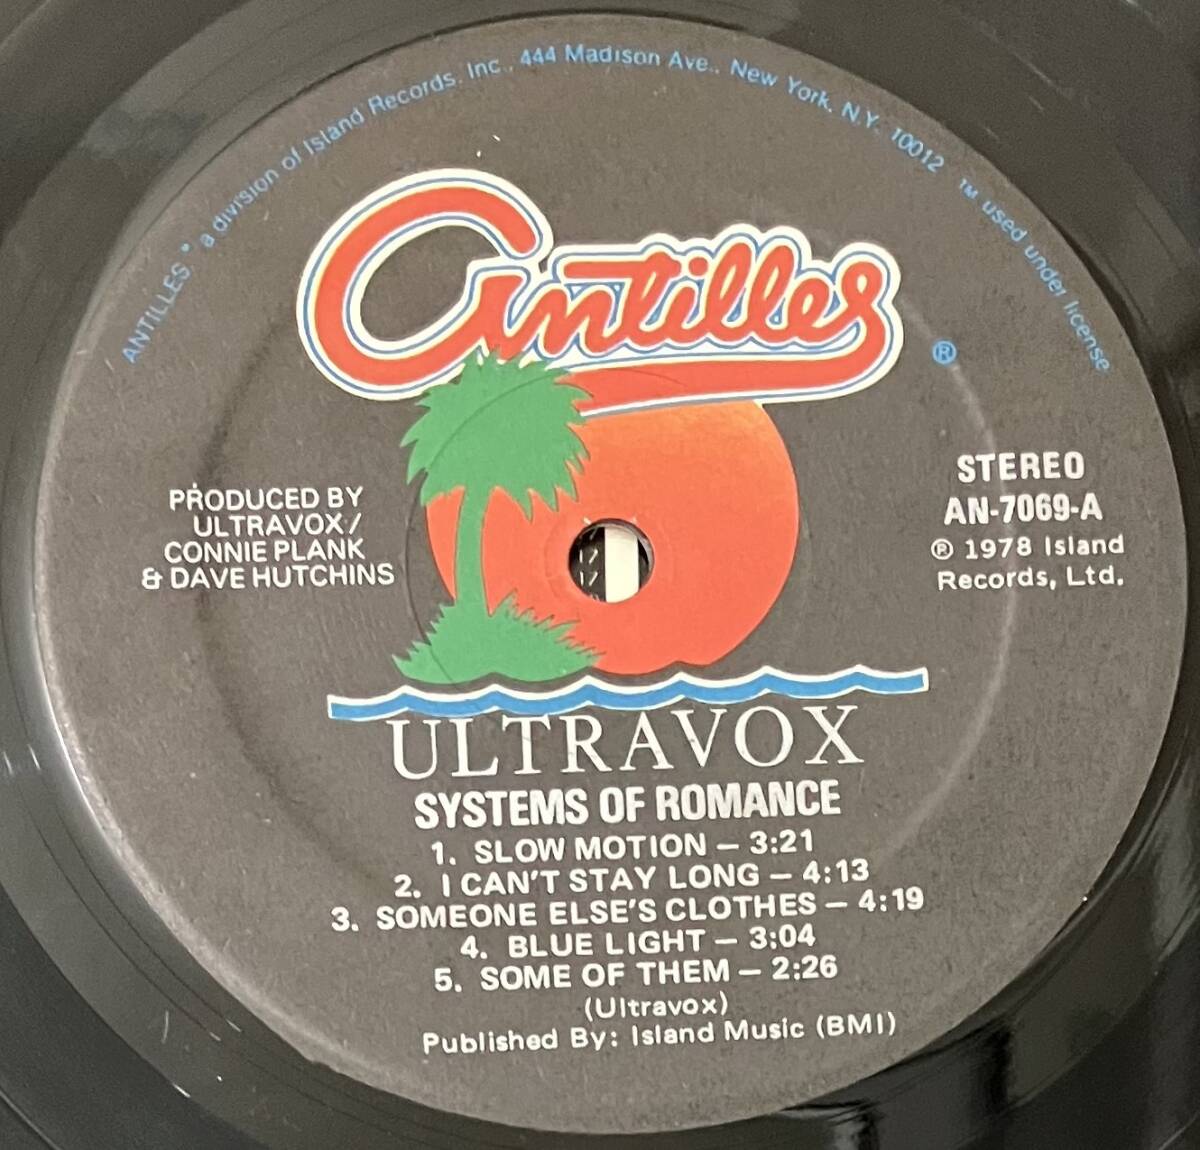 ANTILLES ™ a division of Island Records, Inc., 444 Madison Ave., New York, N.Y. 10012 ™ used under license
Antilles
®
PRODUCED BY
ULTRAVOX/
CONNIE PLANK
& DAVE HUTCHINS
STEREO
AN-7069-A
℗ 1978 Island
Records, Ltd.
ULTRAVOX
SYSTEMS OF ROMANCE
1. SLOW MOTION – 3:21
2. I CAN'T STAY LONG – 4:13
3. SOMEONE ELSE'S CLOTHES – 4:19
4. BLUE LIGHT – 3:04
5. SOME OF THEM – 2:26
(Ultravox)
Published By: Island Music (BMI)